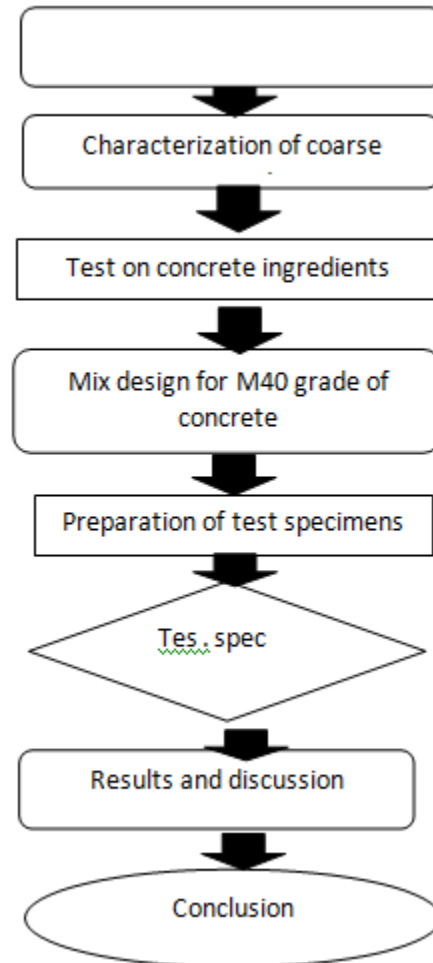 Characterization of coarse
Test on concrete ingredients
Mix design for M40 grade of
concrete
Preparation of test specimens
Tes . spec
Results and discussion
Conclusion